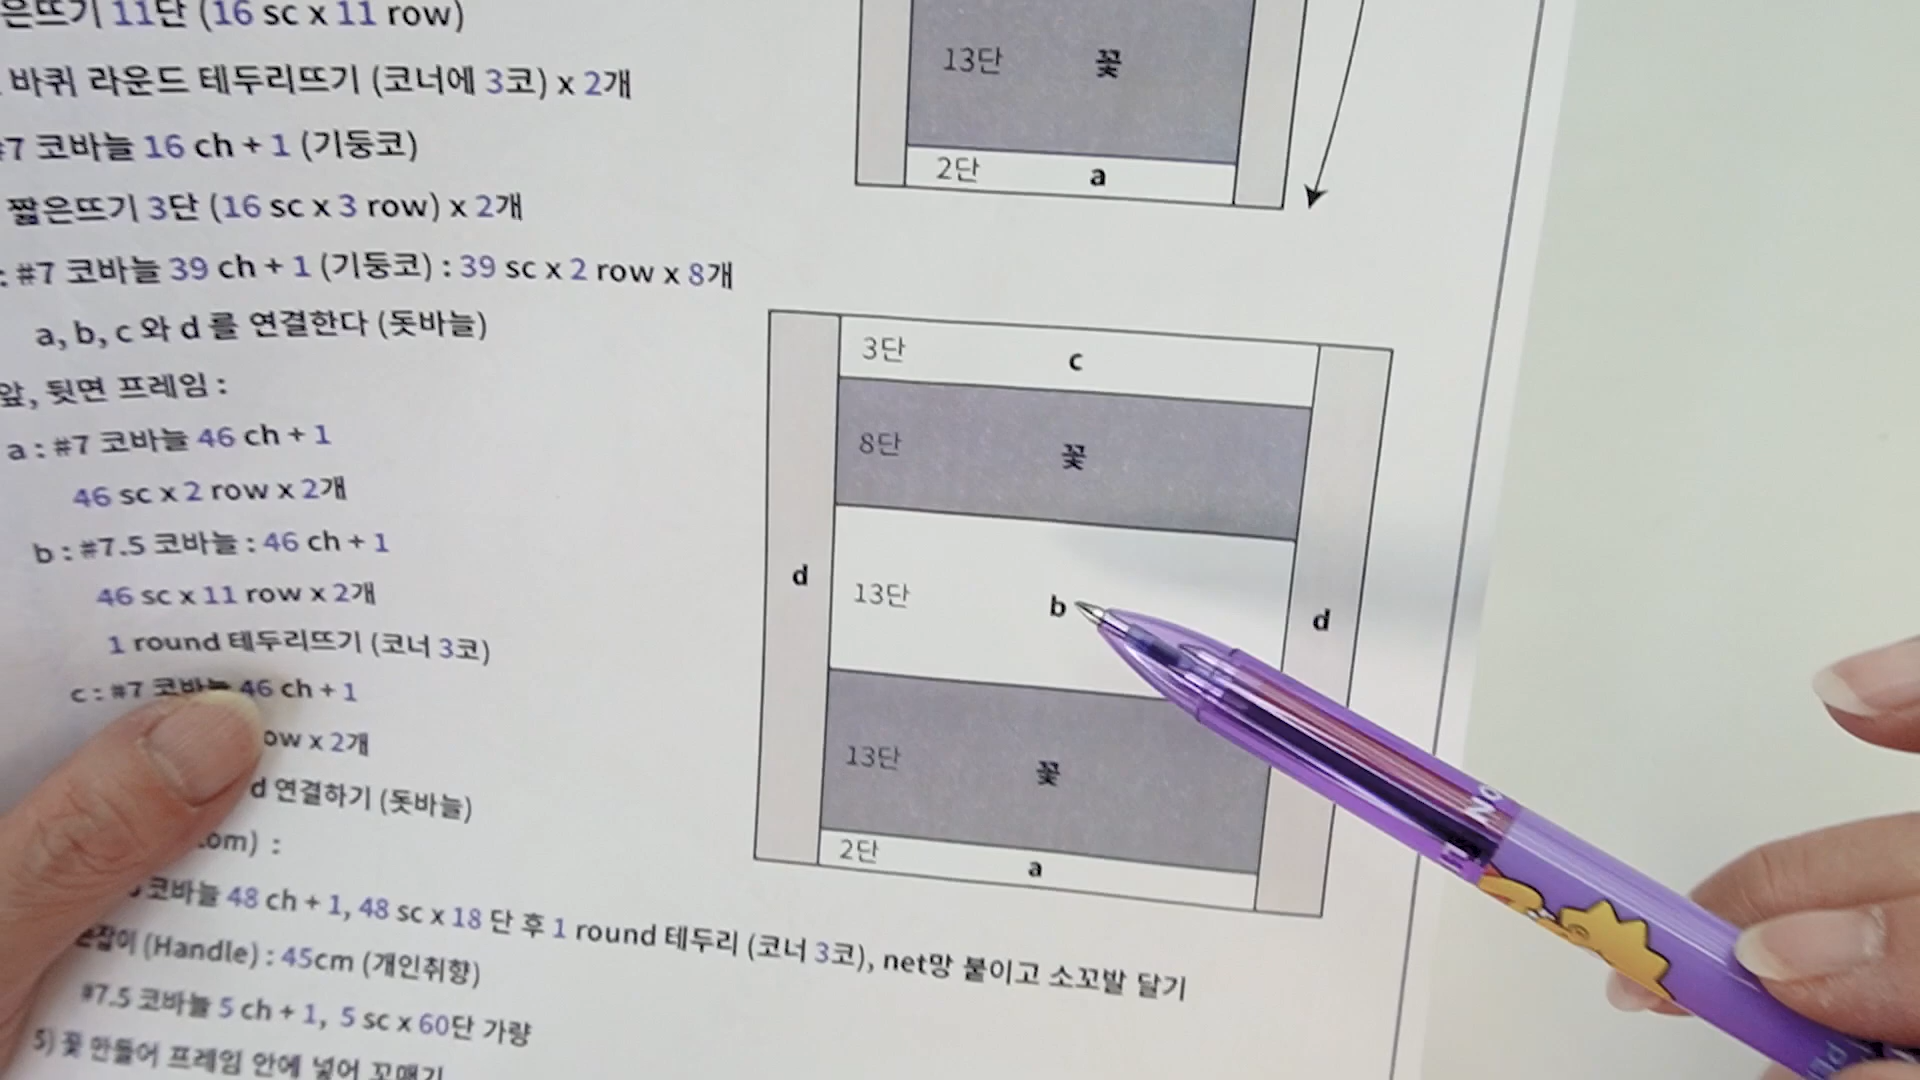 은뜨기 11단 (16 sc x 11 row)
바퀴 라운드 테두리뜨기 (코너에 3코) x 2개
#7 코바늘 16 ch + 1 (기둥코)
짧은뜨기 3단 (16 sc x 3 row) x 2개
: #7 코바늘 39 ch + 1 (기둥코) : 39 sc x 2 row x 8개
a, b, c 와 d 를 연결한다 (돗바늘)
앞, 뒷면 프레임 :
a : #7 코바늘 46 ch + 1
46 sc x 2 row x 2개
b : #7.5 코바늘 : 46 ch + 1
46 sc x 11 row x 2개
1 round 테두리뜨기 (코너 3코)
c : #7 코바늘 46 ch + 1
ow x 2개
d 연결하기 (돗바늘)
om) :
코바늘 48 ch + 1, 48 sc x 18 단 후 1 round 테두리 (코너 3코), net망 붙이고 소꼬발 달기
손잡이 (Handle) : 45cm (개인취향)
#7.5 코바늘 5 ch + 1, 5 sc x 60단 가량
5) 꽃 만들어 프레임 안에 넣어 꼬매기
13단 꽃
2단 a
3단 c
8단 꽃
d
13단 b
d
13단 꽃
2단 a